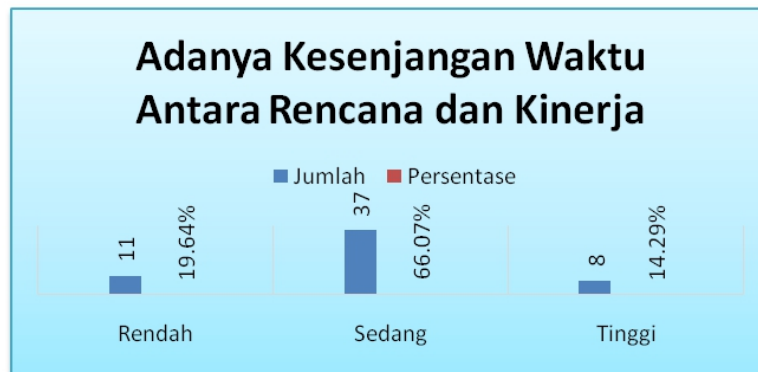 Adanya Kesenjangan Waktu
Antara Rencana dan Kinerja
Jumlah Persentase
11 19.64% 37 66.07% 8 14.29%
Rendah Sedang Tinggi